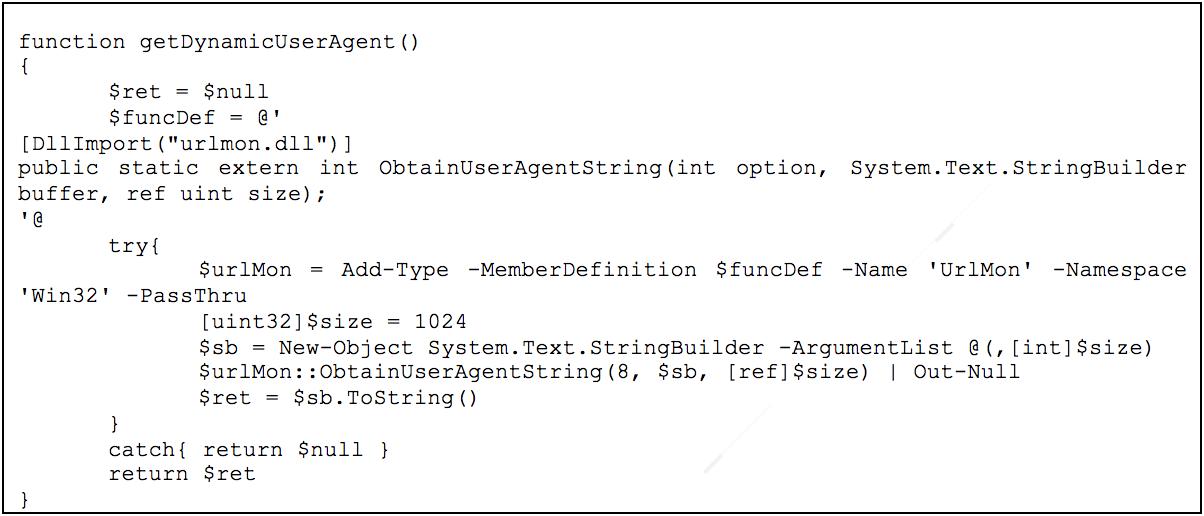 function getDynamicUserAgent()
{
$ret = $null
$funcDef = @'
[DllImport("urlmon.dll")]
public static extern int ObtainUserAgentString(int option, System.Text.StringBuilder
buffer, ref uint size);
'@
try{
$urlMon = Add-Type -MemberDefinition $funcDef -Name 'UrlMon' -Namespace
'Win32' -PassThru
[uint32]$size = 1024
$sb = New-Object System.Text.StringBuilder -ArgumentList @(,[int]$size)
$urlMon::ObtainUserAgentString(8, $sb, [ref]$size) | Out-Null
$ret = $sb.ToString()
}
catch{ return $null }
return $ret
}